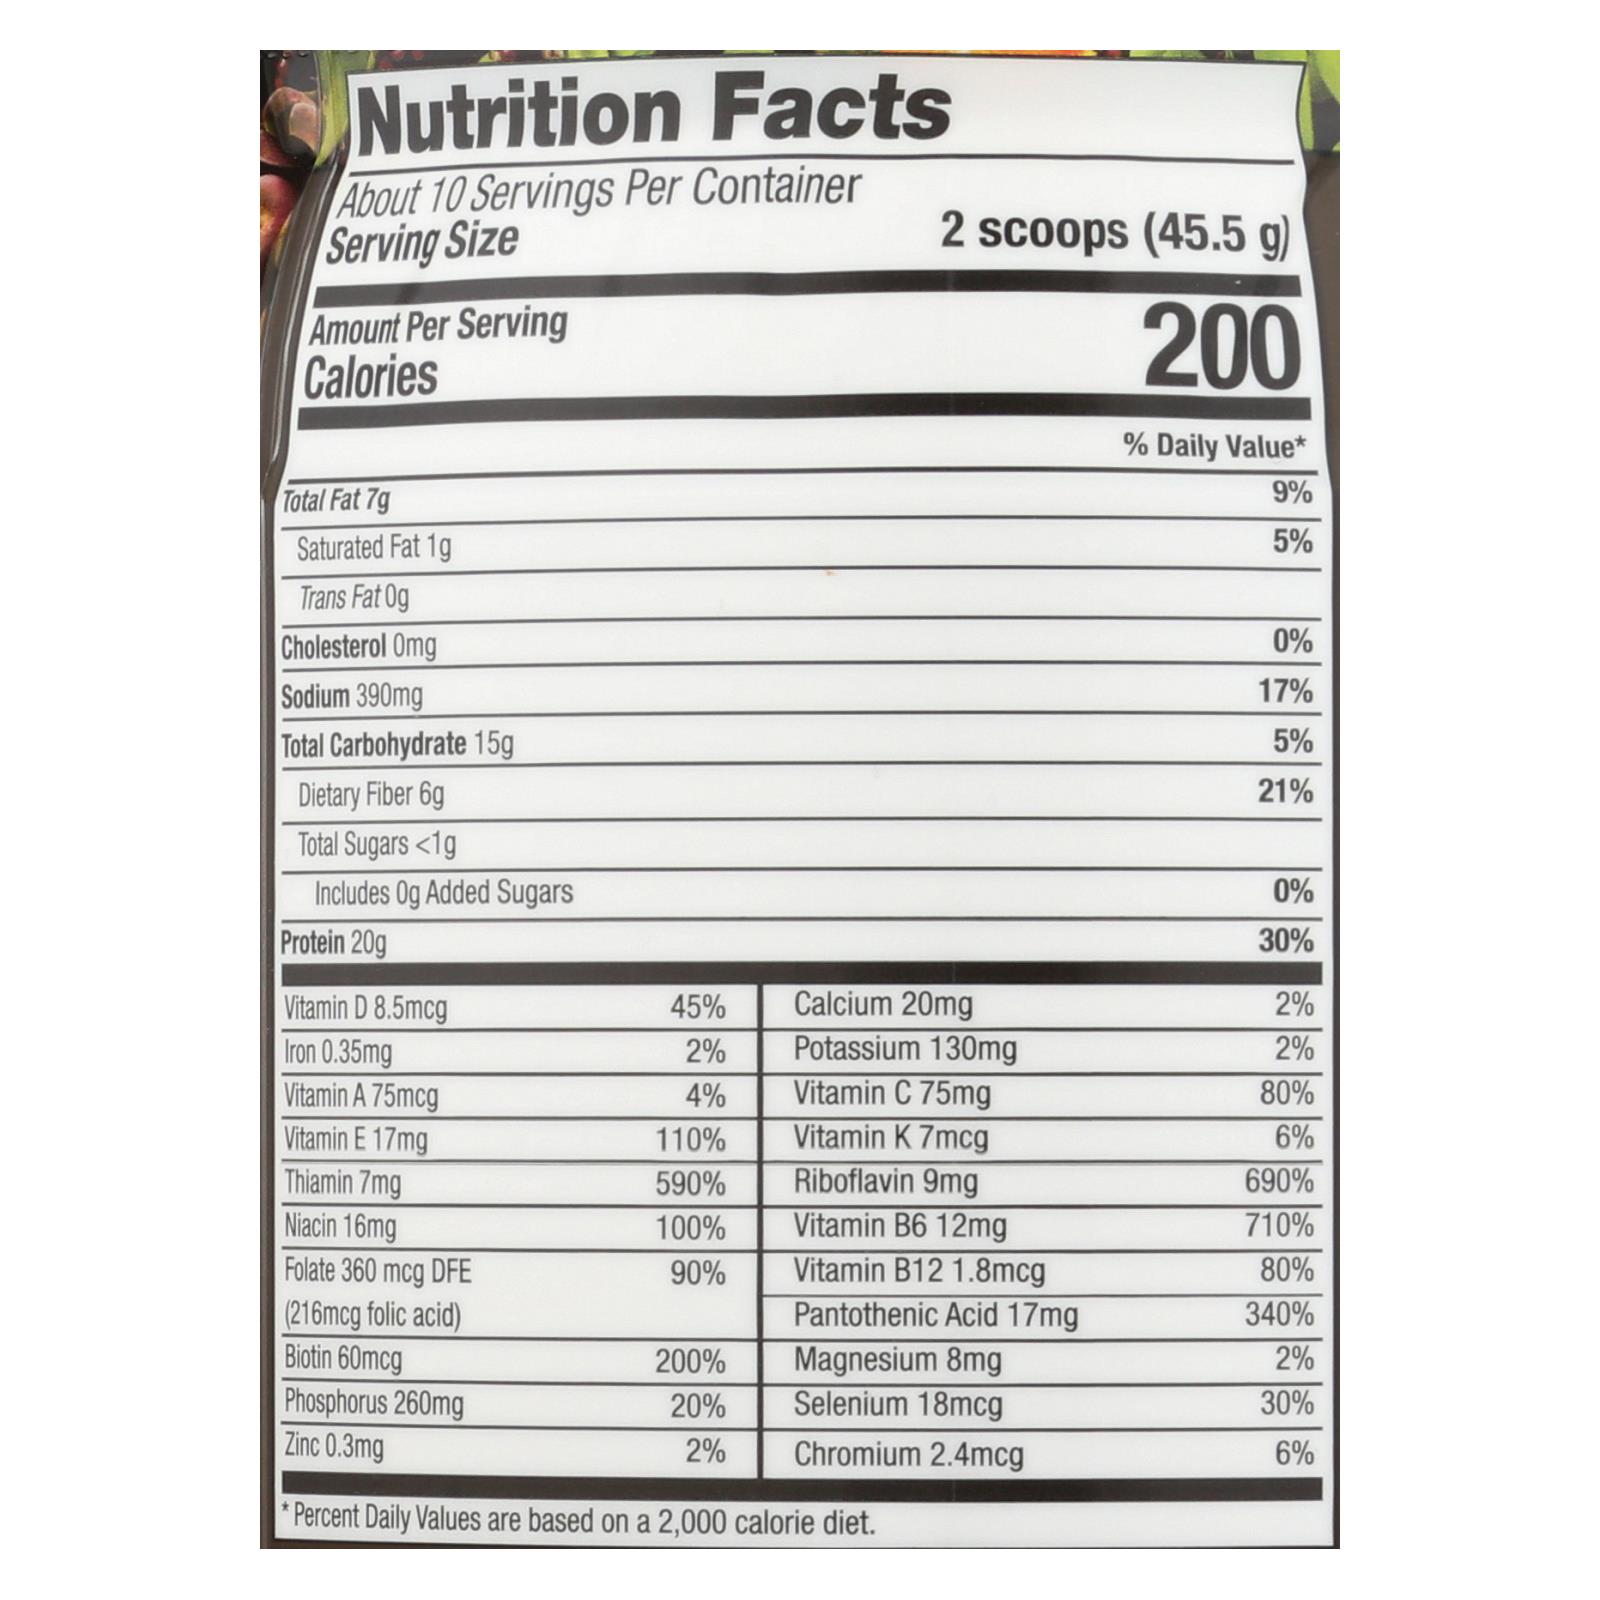 Nutrition Facts
About 10 Servings Per Container
Serving Size 2 scoops (45.5 g)
Amount Per Serving
Calories 200
% Daily Value*
Total Fat 7g 9%
Saturated Fat 1g 5%
Trans Fat 0g
Cholesterol 0mg 0%
Sodium 390mg 17%
Total Carbohydrate 15g 5%
Dietary Fiber 6g 21%
Total Sugars <1g
Includes 0g Added Sugars 0%
Protein 20g 30%
Vitamin D 8.5mcg 45% Calcium 20mg 2%
Iron 0.35mg 2% Potassium 130mg 2%
Vitamin A 75mcg 4% Vitamin C 75mg 80%
Vitamin E 17mg 110% Vitamin K 7mcg 6%
Thiamin 7mg 590% Riboflavin 9mg 690%
Niacin 16mg 100% Vitamin B6 12mg 710%
Folate 360 mcg DFE 90% Vitamin B12 1.8mcg 80%
(216mcg folic acid) Pantothenic Acid 17mg 340%
Biotin 60mcg 200% Magnesium 8mg 2%
Phosphorus 260mg 20% Selenium 18mcg 30%
Zinc 0.3mg 2% Chromium 2.4mcg 6%
* Percent Daily Values are based on a 2,000 calorie diet.